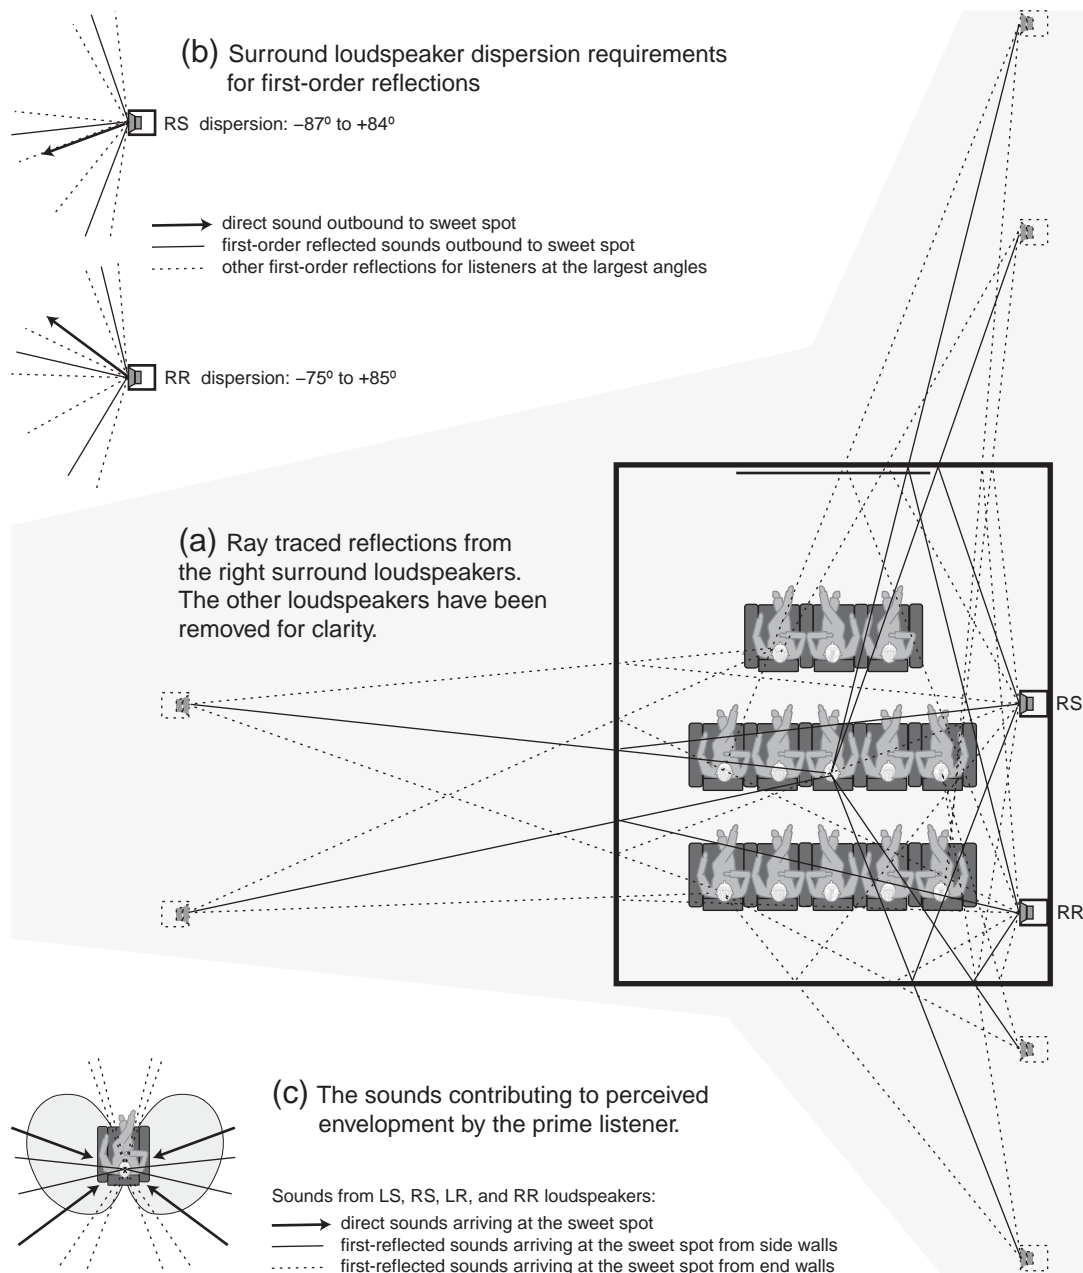 (b) Surround loudspeaker dispersion requirements
for first-order reflections
RS dispersion: –87º to +84º
direct sound outbound to sweet spot
first-order reflected sounds outbound to sweet spot
other first-order reflections for listeners at the largest angles
RR dispersion: –75º to +85º
(a) Ray traced reflections from
the right surround loudspeakers.
The other loudspeakers have been
removed for clarity.
RS
RR
(c) The sounds contributing to perceived
envelopment by the prime listener.
Sounds from LS, RS, LR, and RR loudspeakers:
direct sounds arriving at the sweet spot
first-reflected sounds arriving at the sweet spot from side walls
first-reflected sounds arriving at the sweet spot from end walls